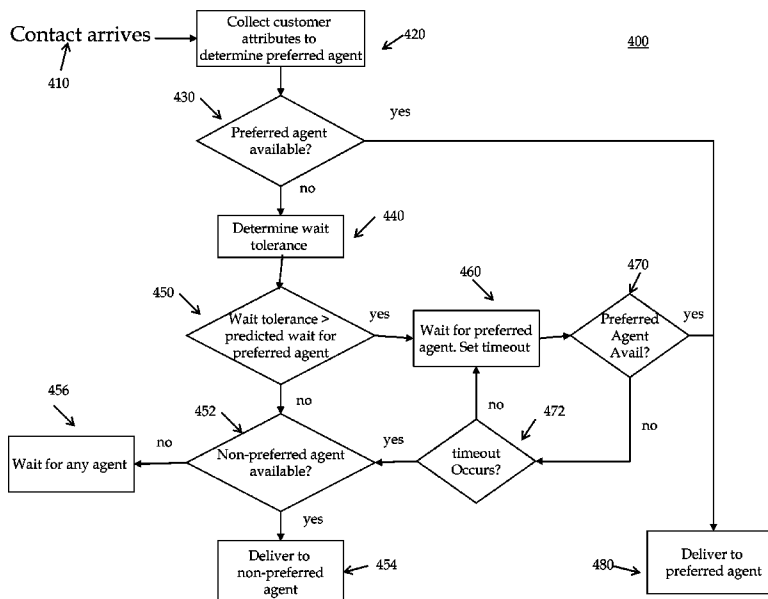 Contact arrives
410
Collect customer
attributes to
determine preferred agent
420
400
430
Preferred agent
available?
yes
no
Determine wait
tolerance
440
450
Wait tolerance >
predicted wait for
preferred agent
yes
no
460
Wait for preferred
agent. Set timeout
470
Preferred
Agent
Avail?
yes
no
456
Wait for any agent
no
452
Non-preferred agent
available?
yes
yes
no
472
timeout
Occurs?
Deliver to
non-preferred
agent
454
480
Deliver to
preferred agent